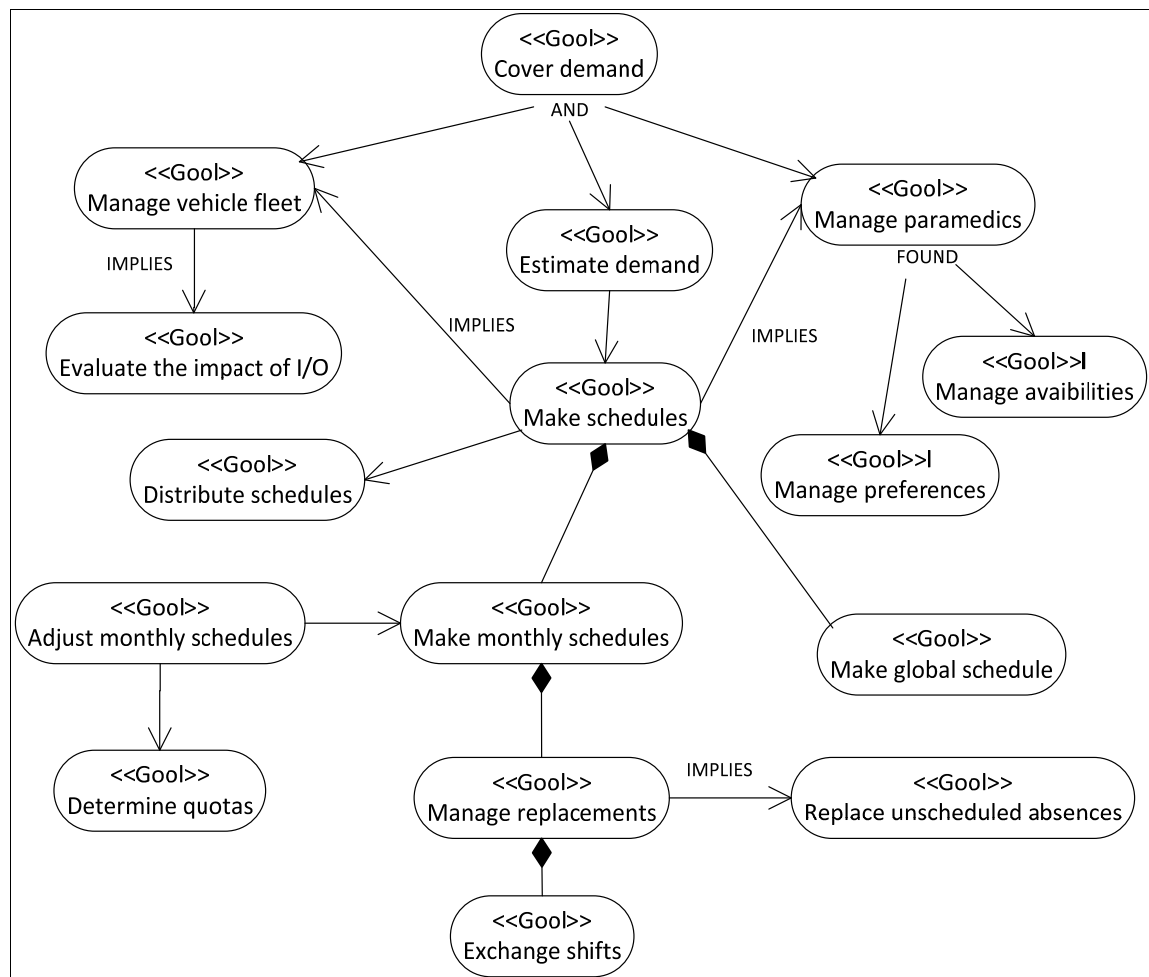 <<Gool>>
Cover demand
AND
<<Gool>>
Manage vehicle fleet
<<Gool>>
Manage paramedics
<<Gool>>
Estimate demand
IMPLIES
FOUND
<<Gool>>
Evaluate the impact of I/O
IMPLIES
IMPLIES
<<Gool>>I
Manage avaibilities
<<Gool>>
Make schedules
<<Gool>>
Distribute schedules
<<Gool>>I
Manage preferences
<<Gool>>
Adjust monthly schedules
<<Gool>>
Make monthly schedules
<<Gool>>
Make global schedule
<<Gool>>
Determine quotas
<<Gool>>
Manage replacements
IMPLIES
<<Gool>>
Replace unscheduled absences
<<Gool>>
Exchange shifts